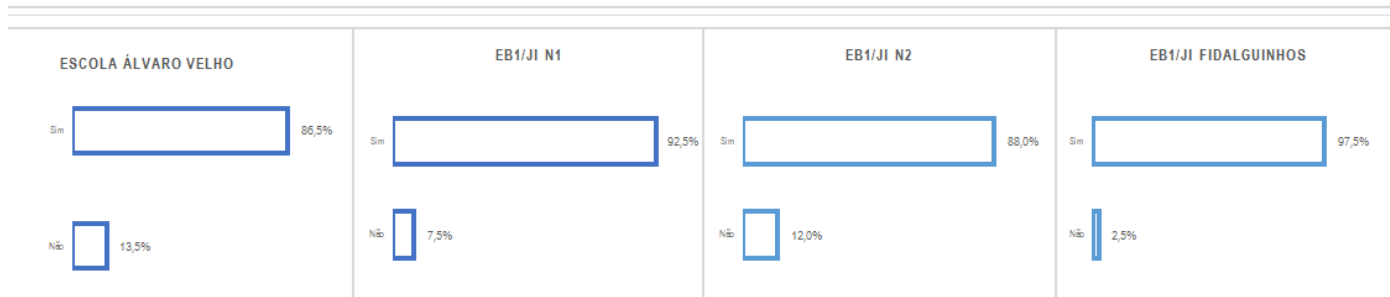 ESCOLA ÁLVARO VELHO
Sim
86,5%
Não
13,5%
EB1/JI N1
Sim
92,5%
Não
7,5%
EB1/JI N2
Sim
88,0%
Não
12,0%
EB1/JI FIDALGUINHOS
Sim
97,5%
Não
2,5%